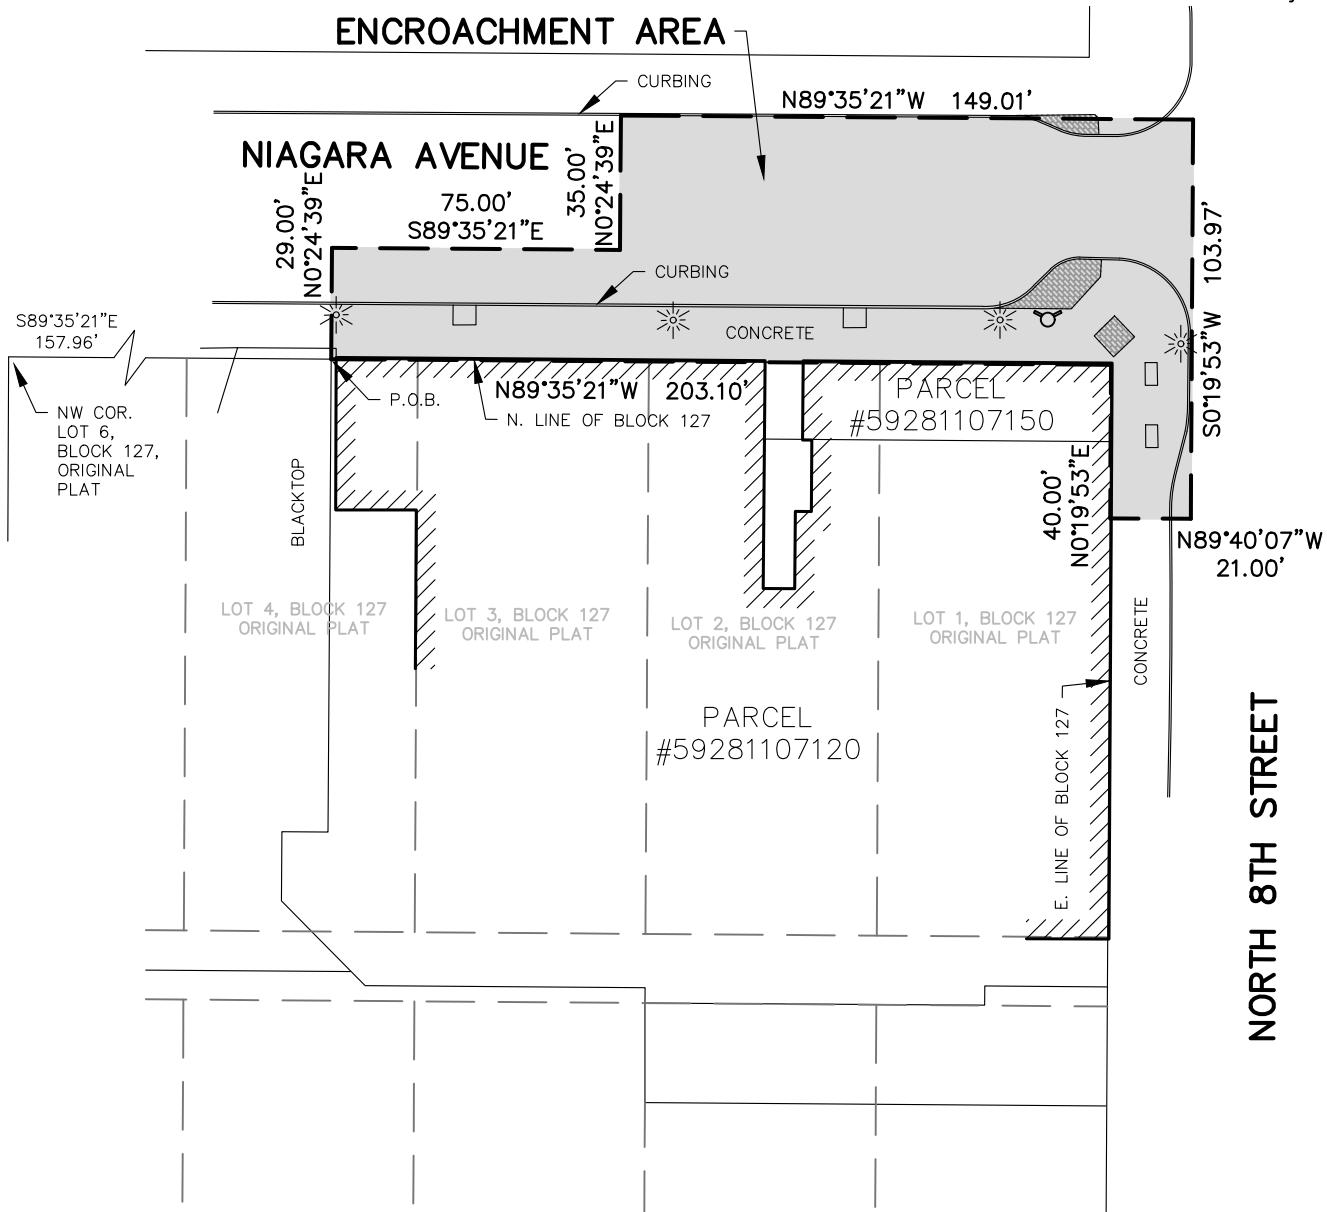 ENCROACHMENT AREA
CURBING
N89°35'21"W 149.01'
NIAGARA AVENUE
35.00'
N0°24'39"E
29.00'
N0°24'39"E
75.00'
S89°35'21"E
CURBING
S0°19'53"W 103.97'
S89°35'21"E
157.96'
CONCRETE
N89°35'21"W 203.10'
P.O.B.
N. LINE OF BLOCK 127
PARCEL
#59281107150
NW COR.
LOT 6,
BLOCK 127,
ORIGINAL
PLAT
BLACKTOP
40.00'
N0°19'53"E
N89°40'07"W
21.00'
LOT 4, BLOCK 127
ORIGINAL PLAT
LOT 3, BLOCK 127
ORIGINAL PLAT
LOT 2, BLOCK 127
ORIGINAL PLAT
LOT 1, BLOCK 127
ORIGINAL PLAT
CONCRETE
PARCEL
#59281107120
E. LINE OF BLOCK 127
NORTH 8TH STREET